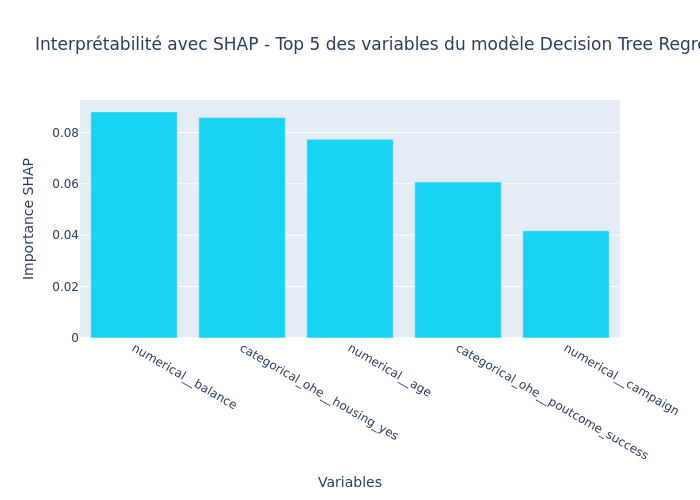 Interprétabilité avec SHAP - Top 5 des variables du modèle Decision Tree
Importance SHAP
0.08
0.06
0.04
0.02
0
numerical__balance
categorical_ohe__housing_yes
numerical__age
categorical_ohe__poutcome_success
numerical__campaign
Variables